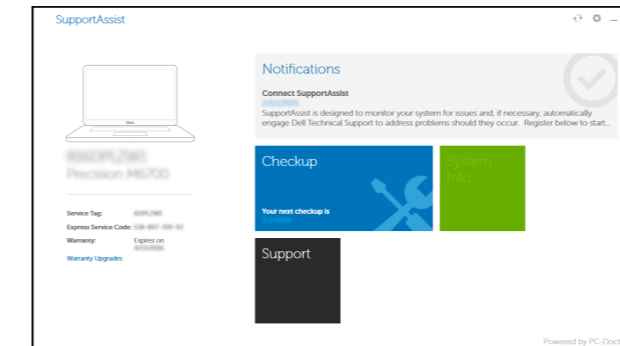 SupportAssist
Notifications
Connect SupportAssist
SupportAssist is designed to monitor your system for issues and, if necessary, automatically
engage Dell Technical Support to address problems should they occur. Register below to start...
Precision M6700
Checkup
System
Info
Your next checkup is
Service Tag:
Express Service Code:
Warranty:
Expires on
Warranty Upgrades
Support
Powered by PC-Doct